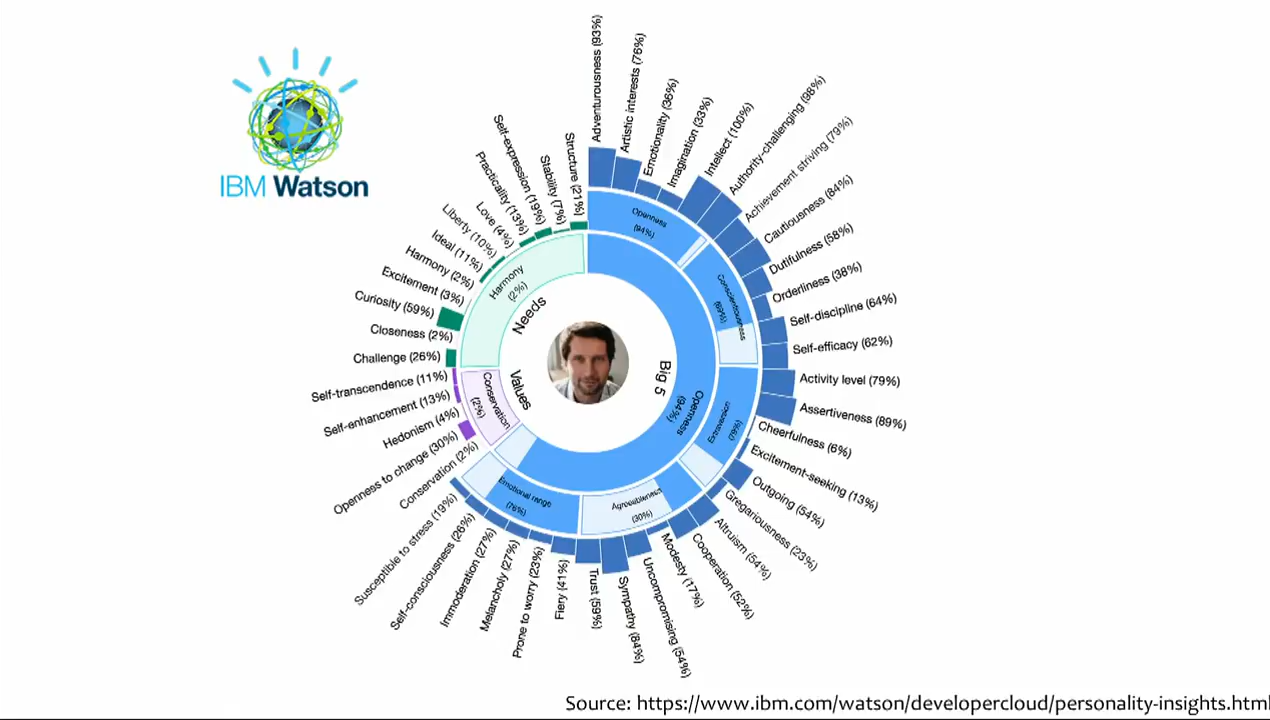 IBM Watson
Adventurousness (93%)
Artistic interests (76%)
Emotionality (36%)
Imagination (33%)
Intellect (100%)
Authority-challenging (98%)
Achievement striving (79%)
Cautiousness (84%)
Dutifulness (58%)
Orderliness (38%)
Self-discipline (64%)
Self-efficacy (62%)
Activity level (79%)
Assertiveness (89%)
Cheerfulness (6%)
Excitement-seeking (13%)
Outgoing (54%)
Gregariousness (23%)
Altruism (54%)
Cooperation (52%)
Modesty (17%)
Uncompromising (54%)
Sympathy (84%)
Trust (59%)
Fiery (41%)
Prone to worry (23%)
Melancholy (27%)
Immoderation (27%)
Self-consciousness (26%)
Susceptible to stress (19%)
Conservation (2%)
Openness to change (30%)
Hedonism (4%)
Self-enhancement (13%)
Self-transcendence (11%)
Challenge (26%)
Closeness (2%)
Curiosity (59%)
Excitement (3%)
Harmony (2%)
Ideal (11%)
Liberty (10%)
Love (4%)
Practicality (13%)
Self-expression (19%)
Stability (7%)
Structure (21%)
Openness
(94%)
Conscientiousness
(69%)
Extraversion
(78%)
Agreeableness
(30%)
Emotional range
(76%)
Conservation
(2%)
Harmony
(2%)
Openness
(94%)
Needs
Values
Big 5
Source: https://www.ibm.com/watson/developercloud/personality-insights.html